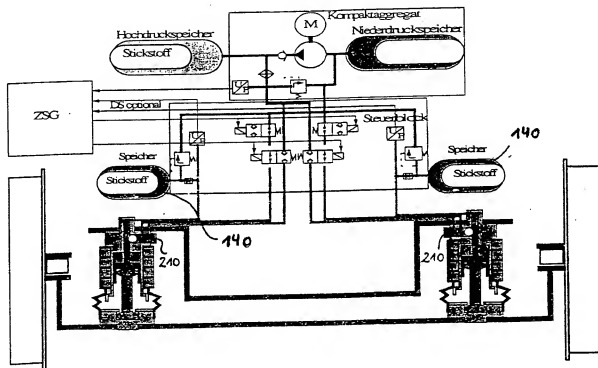 M
Kompaktaggregat
Hochdruckspeicher
Niederdruckspeicher
Stickstoff
ZSG
DS optional
Steuerblock
Speicher
Speicher
140
Stickstoff
Stickstoff
140
210
210